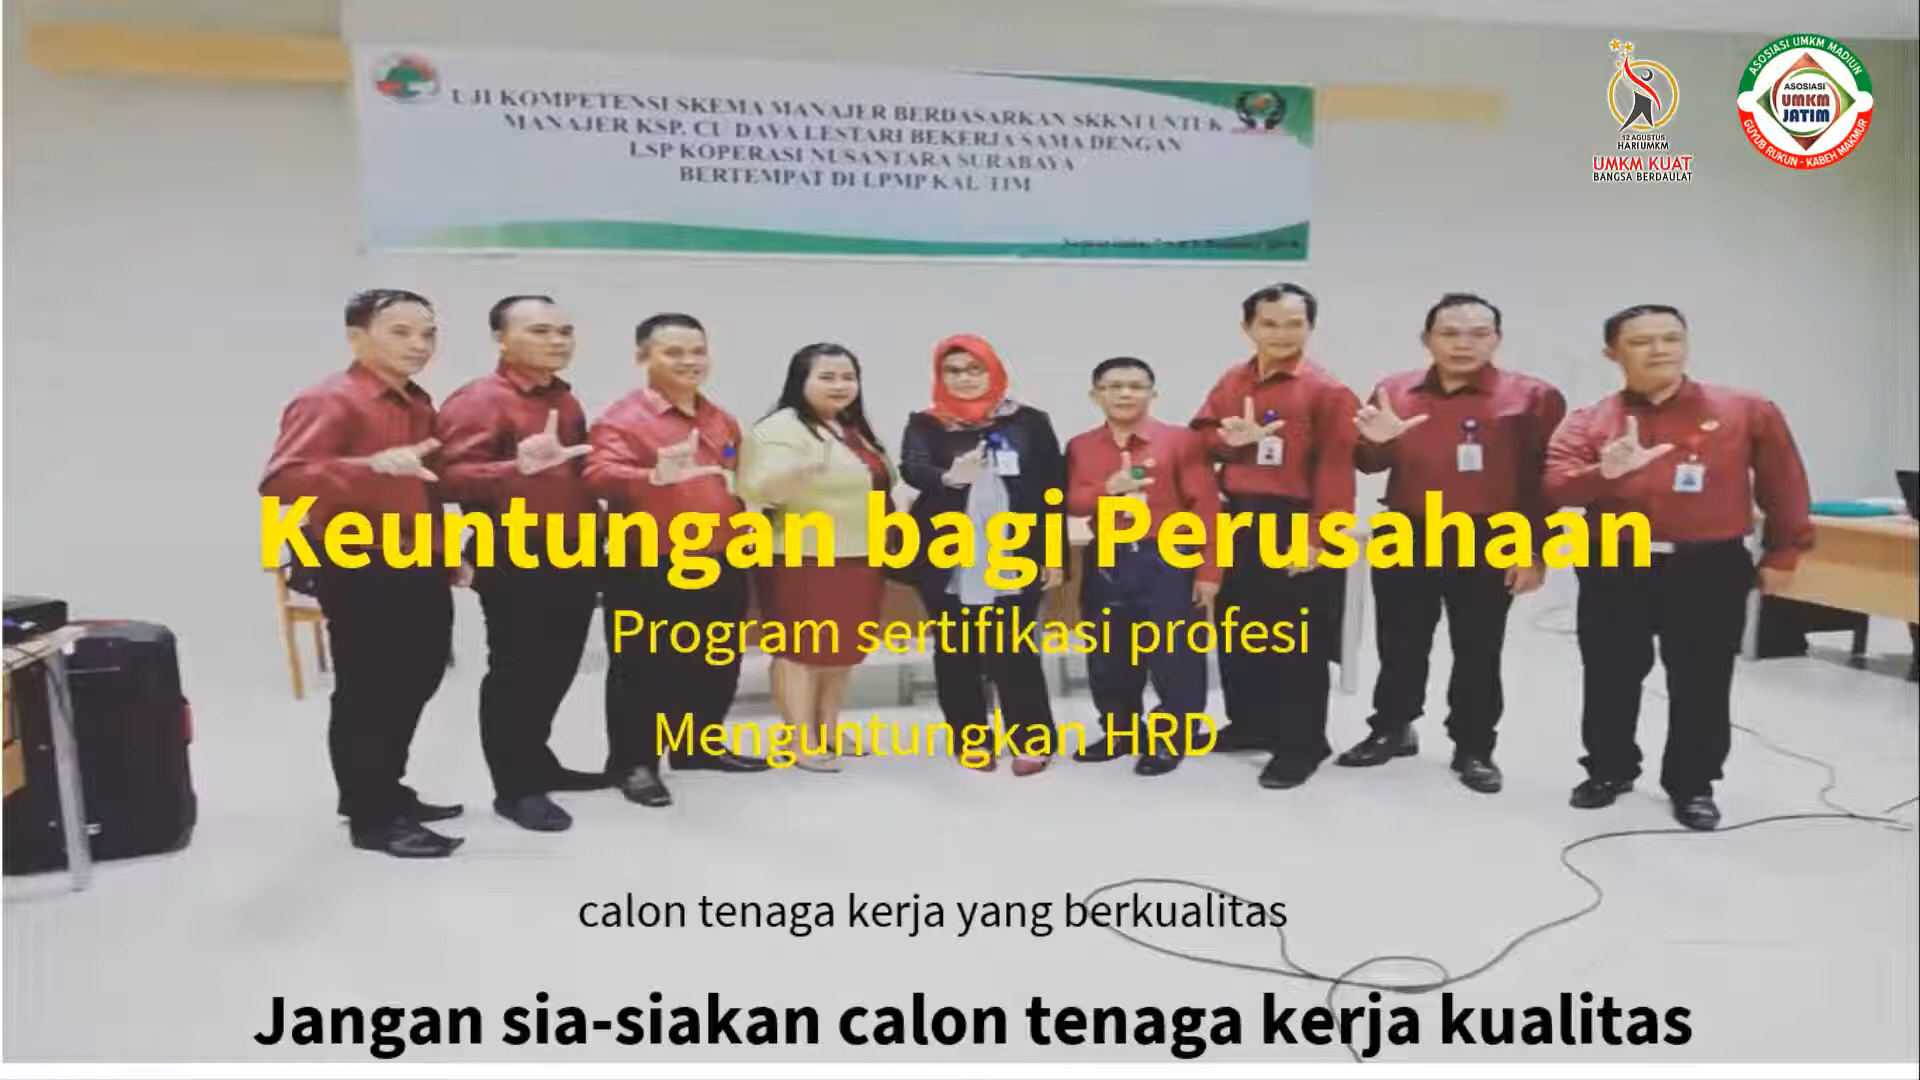 UJI KOMPETENSI SKEMA MANAJER BERDASARKAN SKKNI UNTUK
MANAJER KSP. CU DAYA LESTARI BEKERJA SAMA DENGAN
LSP KOPERASI NUSANTARA SURABAYA
BERTEMPAT DI LPMP KAL-TIM
12 AGUSTUS
HARI UMKM
UMKM KUAT
BANGSA BERDAULAT
ASOSIASI UMKM MADIUN
ASOSIASI
UMKM
JATIM
GUYUB RUKUN - KABEH MAKMUR
Keuntungan bagi Perusahaan
Program sertifikasi profesi
Menguntungkan HRD
calon tenaga kerja yang berkualitas
Jangan sia-siakan calon tenaga kerja kualitas